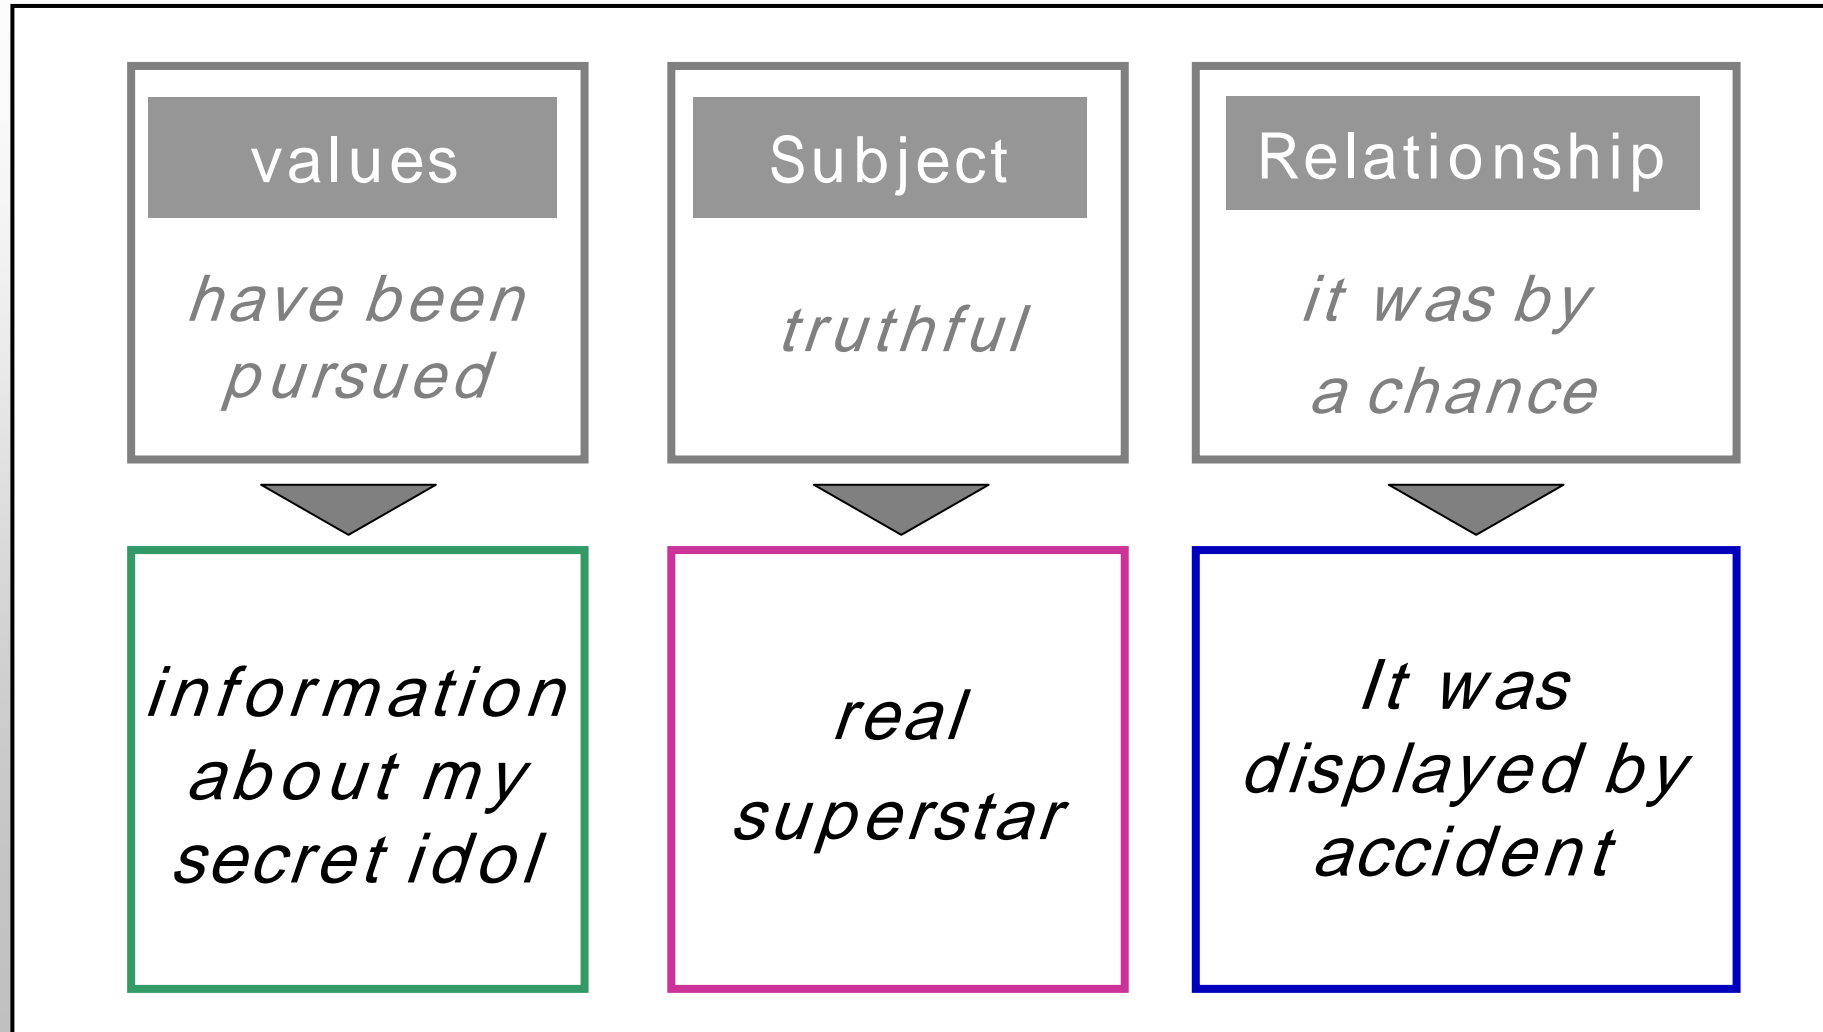 values
have been
pursued
Subject
truthful
Relationship
it was by
a chance
information
about my
secret idol
real
superstar
It was
displayed by
accident